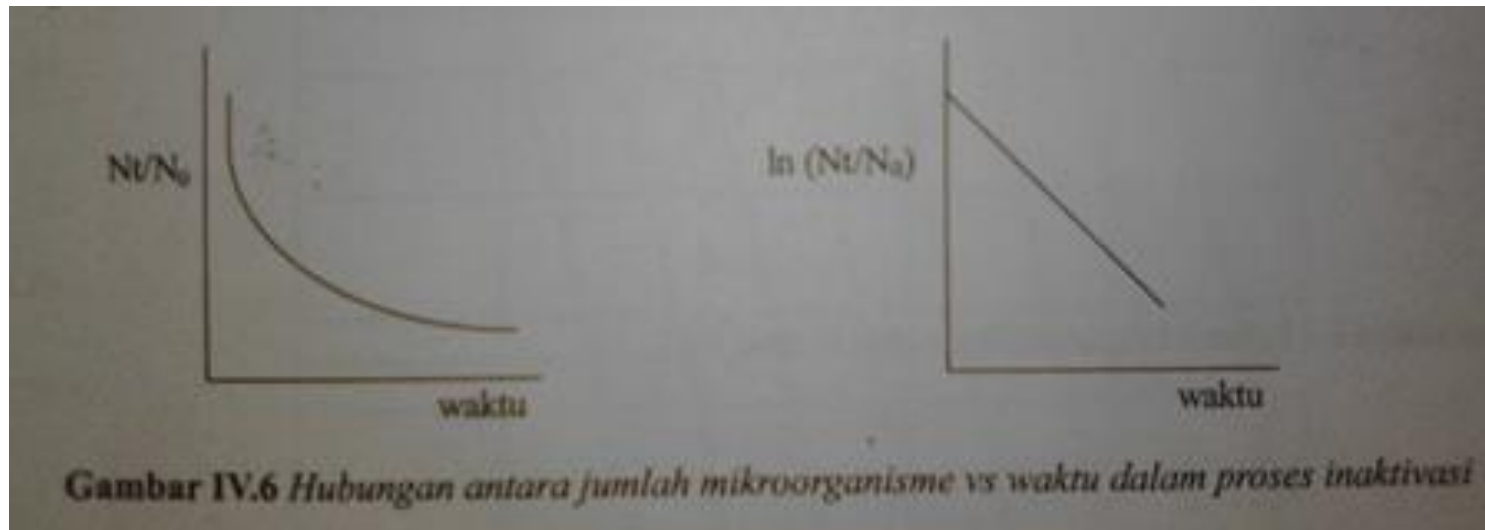 Nt/N₀
waktu
ln (Nt/N₀)
waktu
Gambar IV.6 Hubungan antara jumlah mikroorganisme vs waktu dalam proses inaktivasi